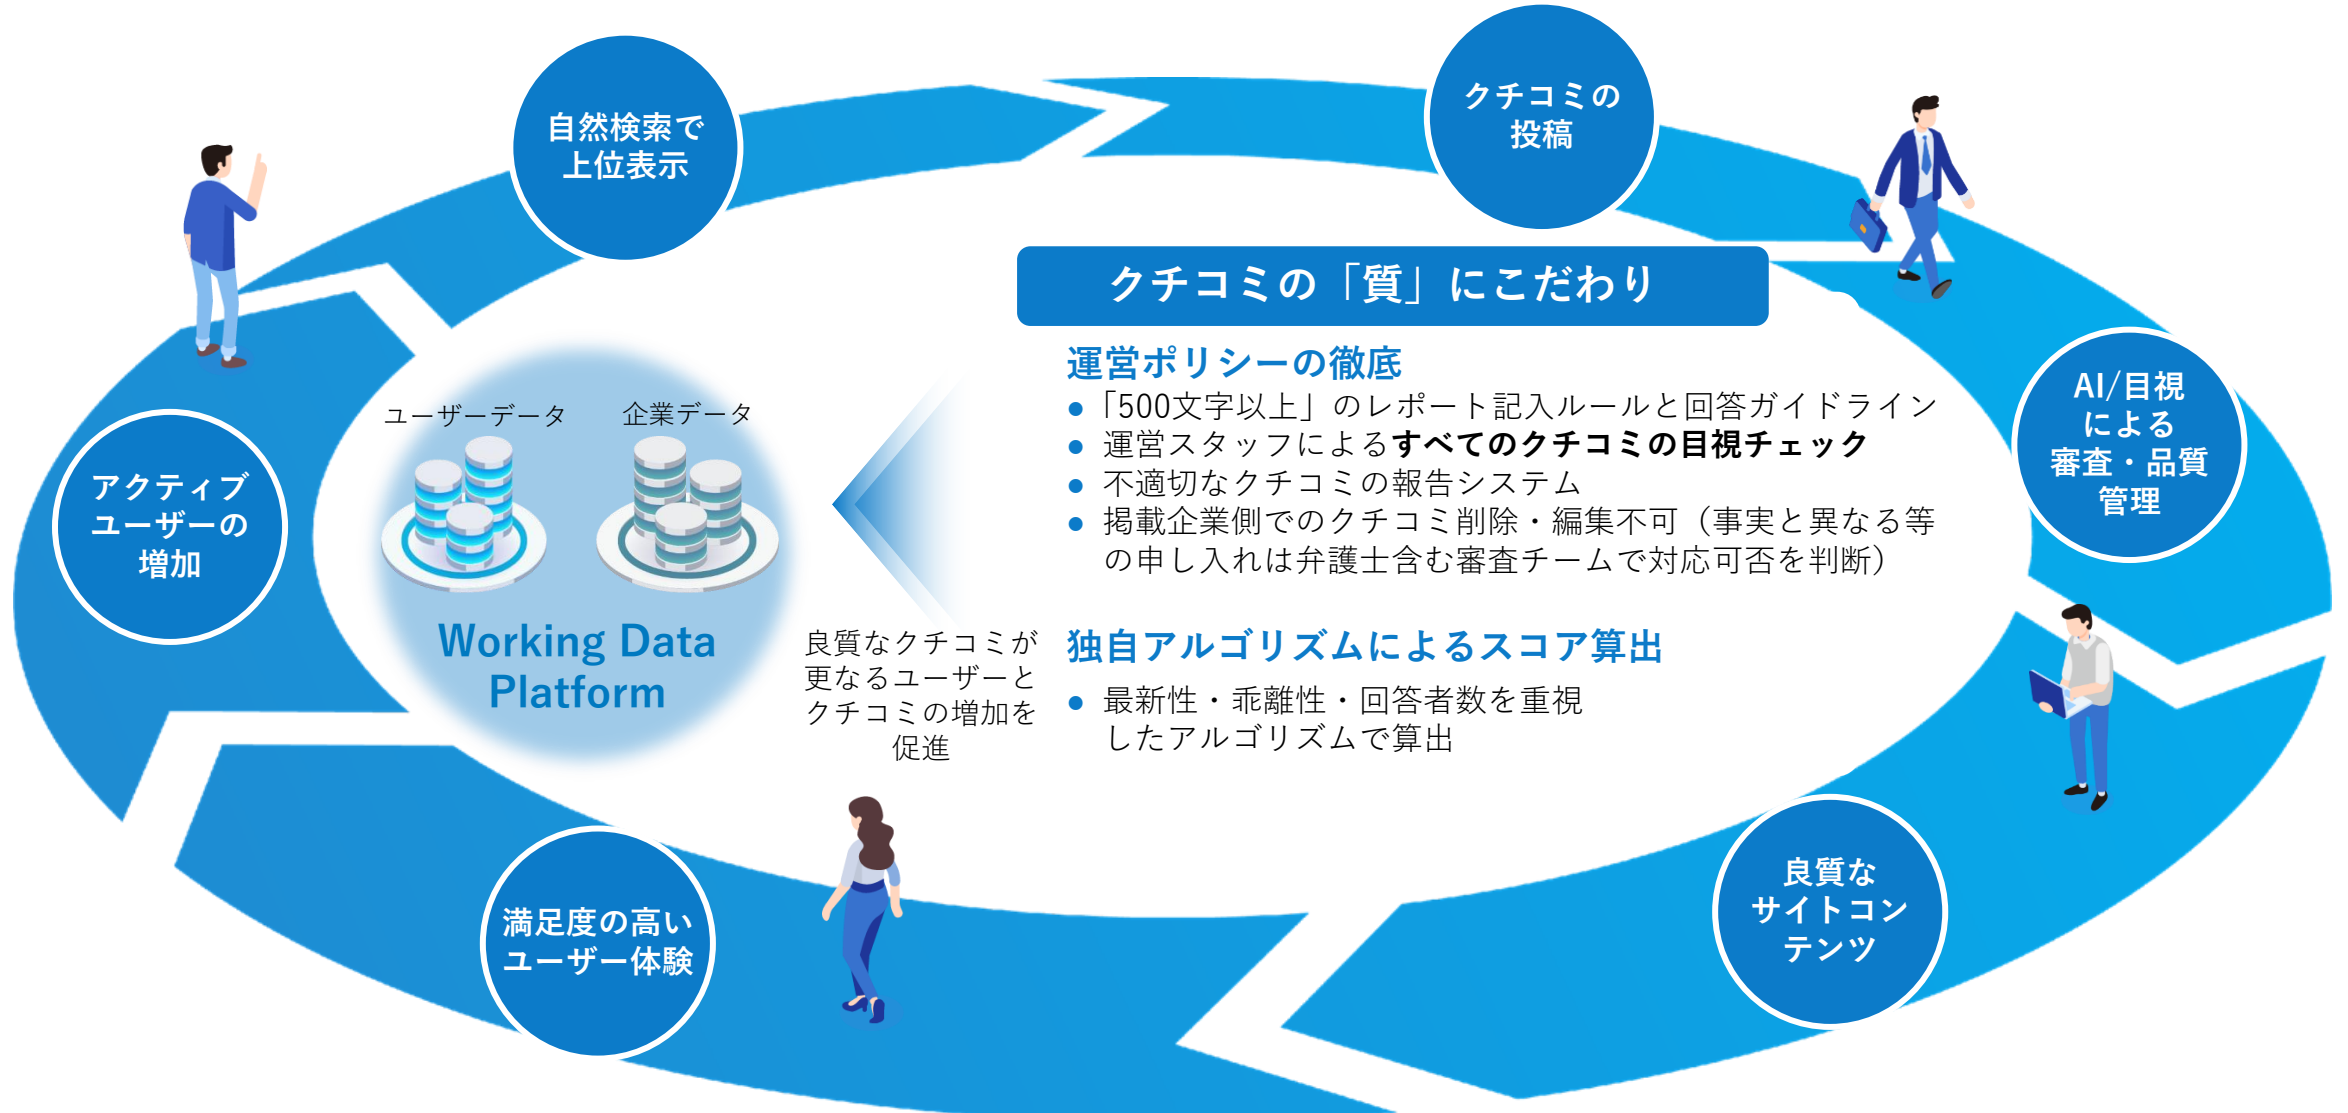 自然検索で
上位表示
クチコミの
投稿
AI/目視
による
審査・品質
管理
良質な
サイトコン
テンツ
満足度の高い
ユーザー体験
アクティブ
ユーザーの
増加
ユーザーデータ
企業データ
Working Data
Platform
良質なクチコミが
更なるユーザーと
クチコミの増加を
促進
クチコミの「質」にこだわり
運営ポリシーの徹底
●「500文字以上」のレポート記入ルールと回答ガイドライン
● 運営スタッフによるすべてのクチコミの目視チェック
● 不適切なクチコミの報告システム
● 掲載企業側でのクチコミ削除・編集不可（事実と異なる等
の申し入れは弁護士含む審査チームで対応可否を判断）
独自アルゴリズムによるスコア算出
● 最新性・乖離性・回答者数を重視
したアルゴリズムで算出